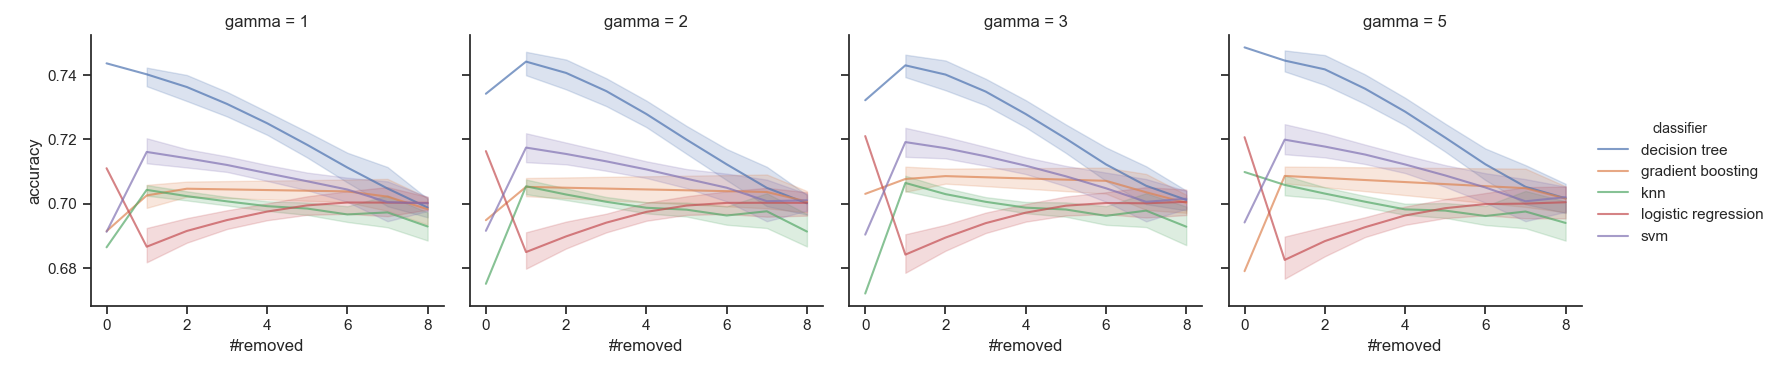 gamma = 1
gamma = 2
gamma = 3
gamma = 5
accuracy
0.74
0.72
0.70
0.68
0 2 4 6 8
0 2 4 6 8
0 2 4 6 8
0 2 4 6 8
#removed
#removed
#removed
#removed
classifier
decision tree
gradient boosting
knn
logistic regression
svm